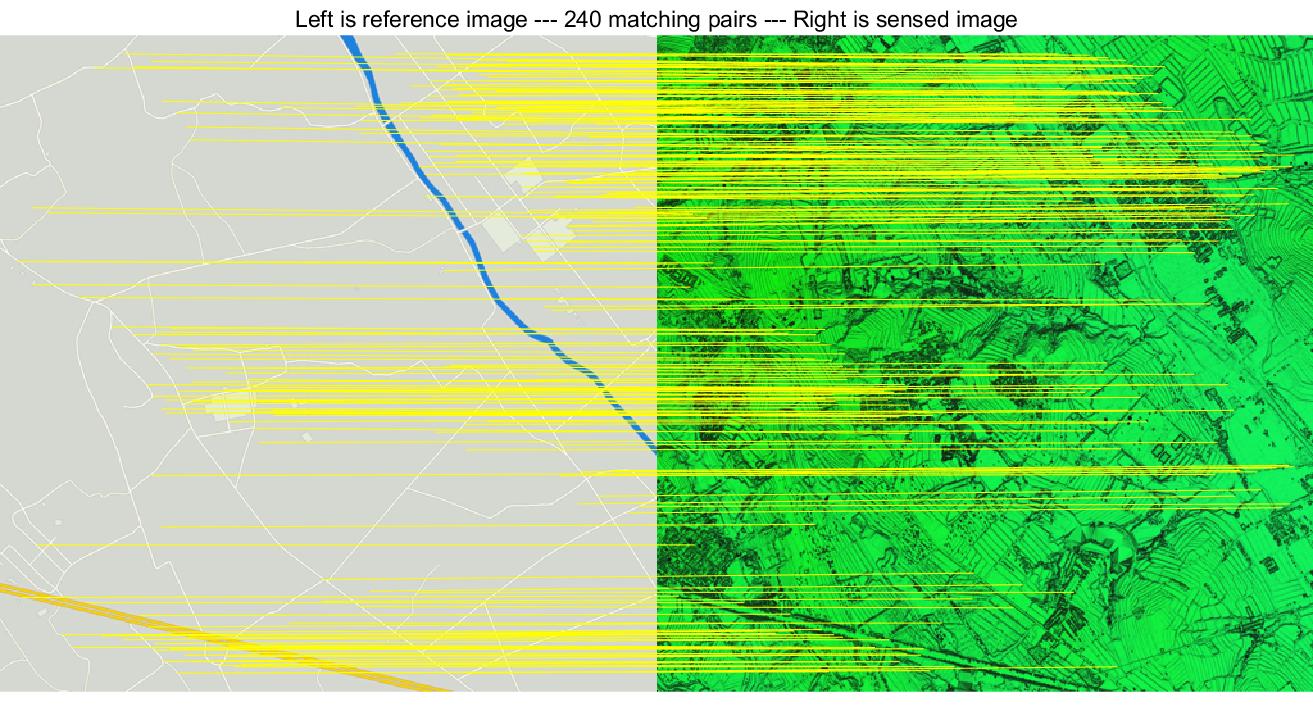 Left is reference image --- 240 matching pairs --- Right is sensed image